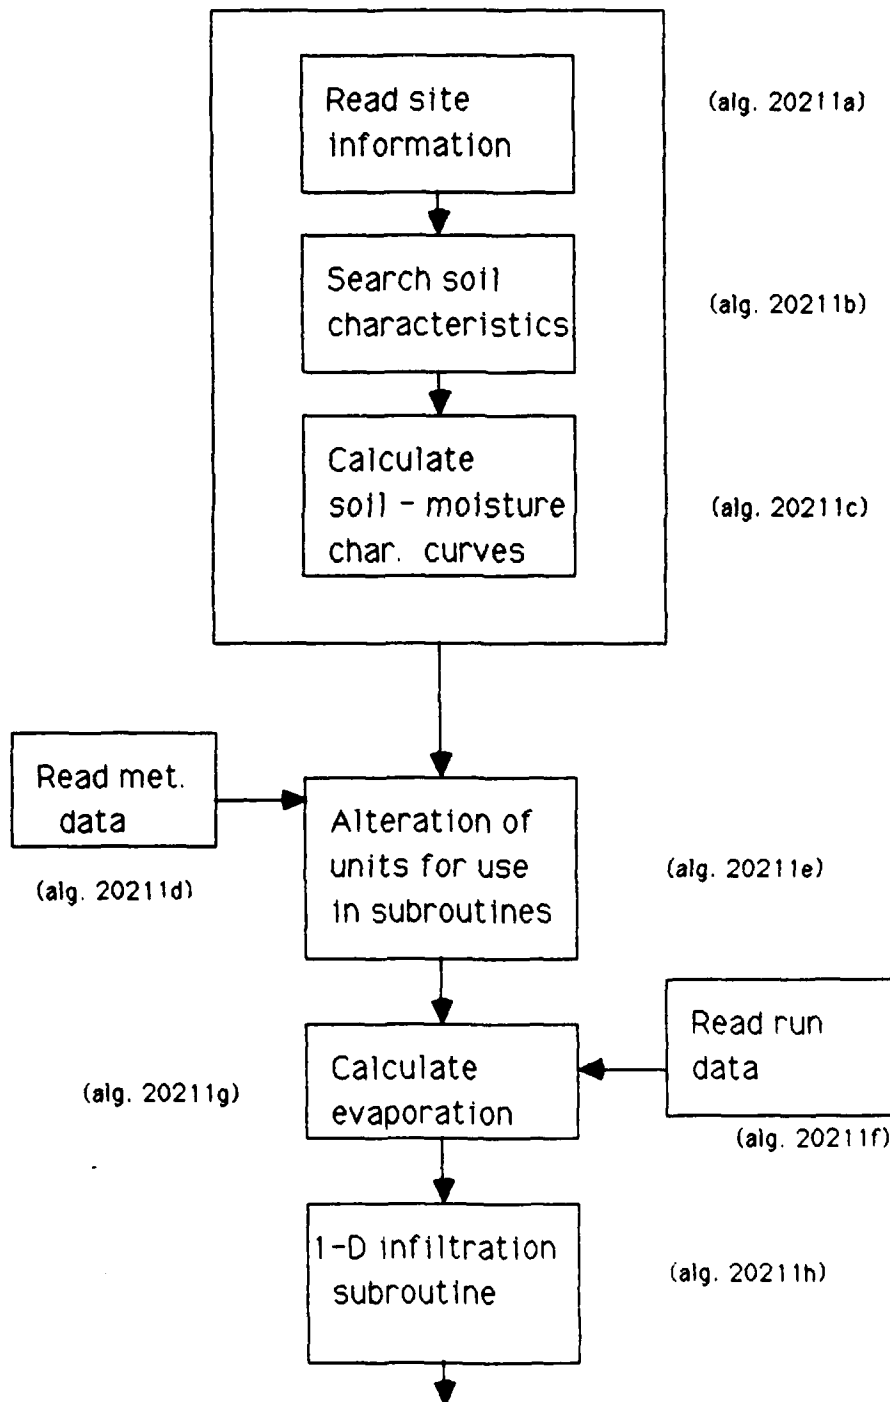 Read site
information
(alg. 20211a)
Search soil
characteristics
(alg. 20211b)
Calculate
soil - moisture
char. curves
(alg. 20211c)
Read met.
data
(alg. 20211d)
Alteration of
units for use
in subroutines
(alg. 20211e)
Read run
data
(alg. 20211f)
Calculate
evaporation
(alg. 20211g)
1-D infiltration
subroutine
(alg. 20211h)